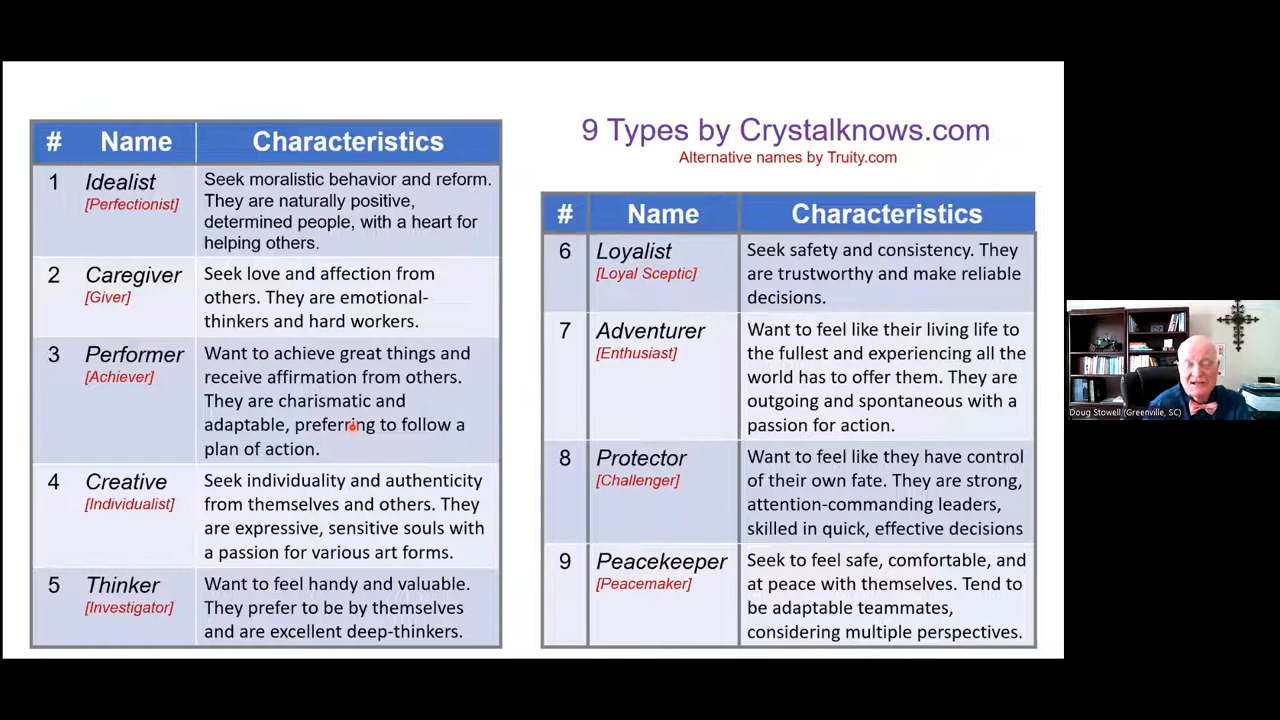 # Name Characteristics
1 Idealist Seek moralistic behavior and reform.
[Perfectionist] They are naturally positive,
determined people, with a heart for
helping others.
2 Caregiver Seek love and affection from
[Giver] others. They are emotional-
thinkers and hard workers.
3 Performer Want to achieve great things and
[Achiever] receive affirmation from others.
They are charismatic and
adaptable, preferring to follow a
plan of action.
4 Creative Seek individuality and authenticity
[Individualist] from themselves and others. They
are expressive, sensitive souls with
a passion for various art forms.
5 Thinker Want to feel handy and valuable.
[Investigator] They prefer to be by themselves
and are excellent deep-thinkers.
9 Types by Crystalknows.com
Alternative names by Truity.com
# Name Characteristics
6 Loyalist Seek safety and consistency. They
[Loyal Sceptic] are trustworthy and make reliable
decisions.
7 Adventurer Want to feel like their living life to
[Enthusiast] the fullest and experiencing all the
world has to offer them. They are
outgoing and spontaneous with a
passion for action.
8 Protector Want to feel like they have control
[Challenger] of their own fate. They are strong,
attention-commanding leaders,
skilled in quick, effective decisions
9 Peacekeeper Seek to feel safe, comfortable, and
[Peacemaker] at peace with themselves. Tend to
be adaptable teammates,
considering multiple perspectives.
Doug Stowell (Greenville, SC)